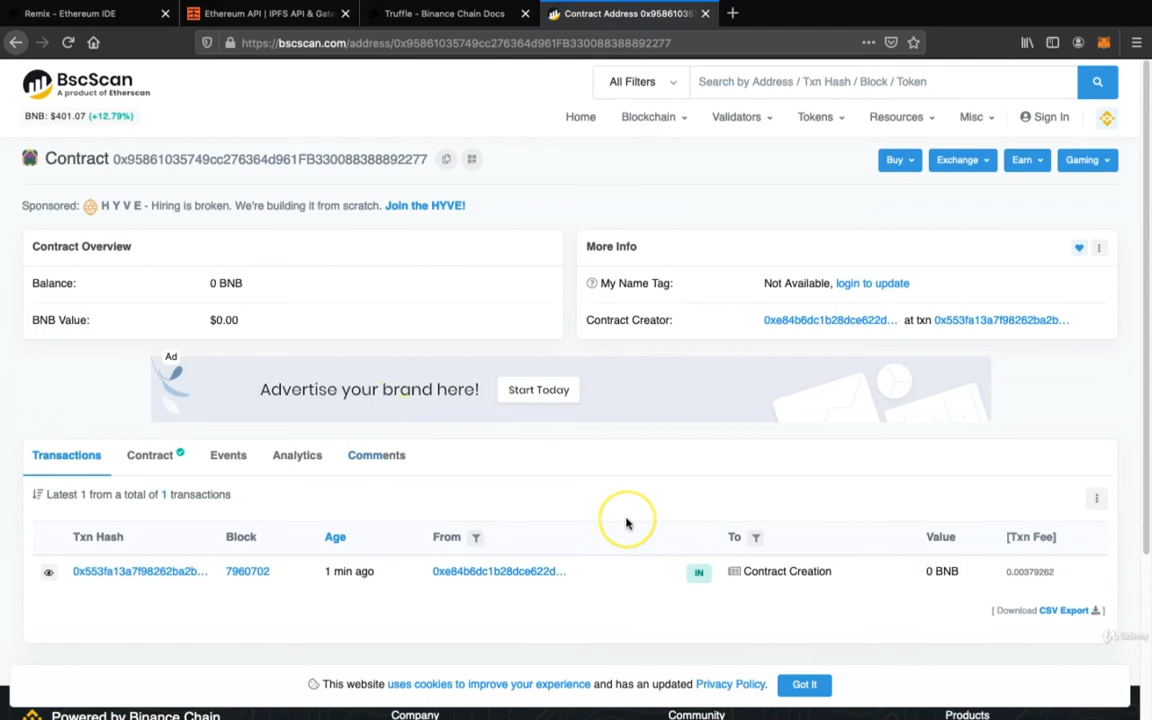 Remix - Ethereum IDE
Ethereum API | IPFS API & Gate
Truffle - Binance Chain Docs
Contract Address 0x95861035
https://bscscan.com/address/0x95861035749cc276364d961FB330088388892277
BscScan
A product of Etherscan
All Filters
Search by Address / Txn Hash / Block / Token
BNB: $401.07 (+12.79%)
Home Blockchain Validators Tokens Resources Misc Sign In
Contract 0x95861035749cc276364d961FB330088388892277
Buy Exchange Earn Gaming
Sponsored: H Y V E - Hiring is broken. We're building it from scratch. Join the HYVE!
Contract Overview
More Info
Balance: 0 BNB
My Name Tag: Not Available, login to update
BNB Value: $0.00
Contract Creator: 0xe84b6dc1b28dce622d... at txn 0x553fa13a7f98262ba2b...
Ad
Advertise your brand here! Start Today
Transactions Contract Events Analytics Comments
Latest 1 from a total of 1 transactions
Txn Hash Block Age From To Value [Txn Fee]
0x553fa13a7f98262ba2b... 7960702 1 min ago 0xe84b6dc1b28dce622d... IN Contract Creation 0 BNB 0.00379262
[ Download CSV Export ]
Udemy
This website uses cookies to improve your experience and has an updated Privacy Policy. Got It
Powered by Binance Chain Company Community Products